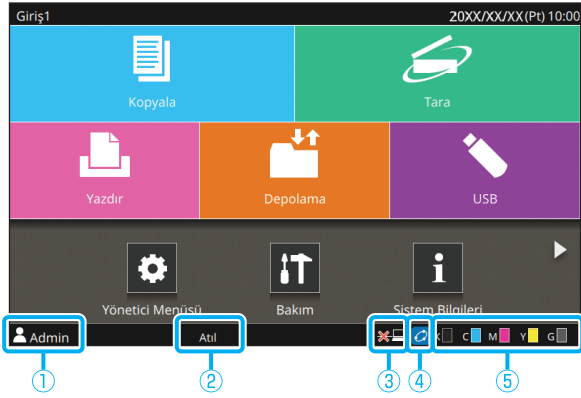 Giriş1 20XX/XX/XX(Pt) 10:00
Kopyala Tara
Yazdır Depolama USB
Yönetici Menüsü Bakım Sistem Bilgileri
Admin Atıl K C M Y G
① ② ③ ④ ⑤